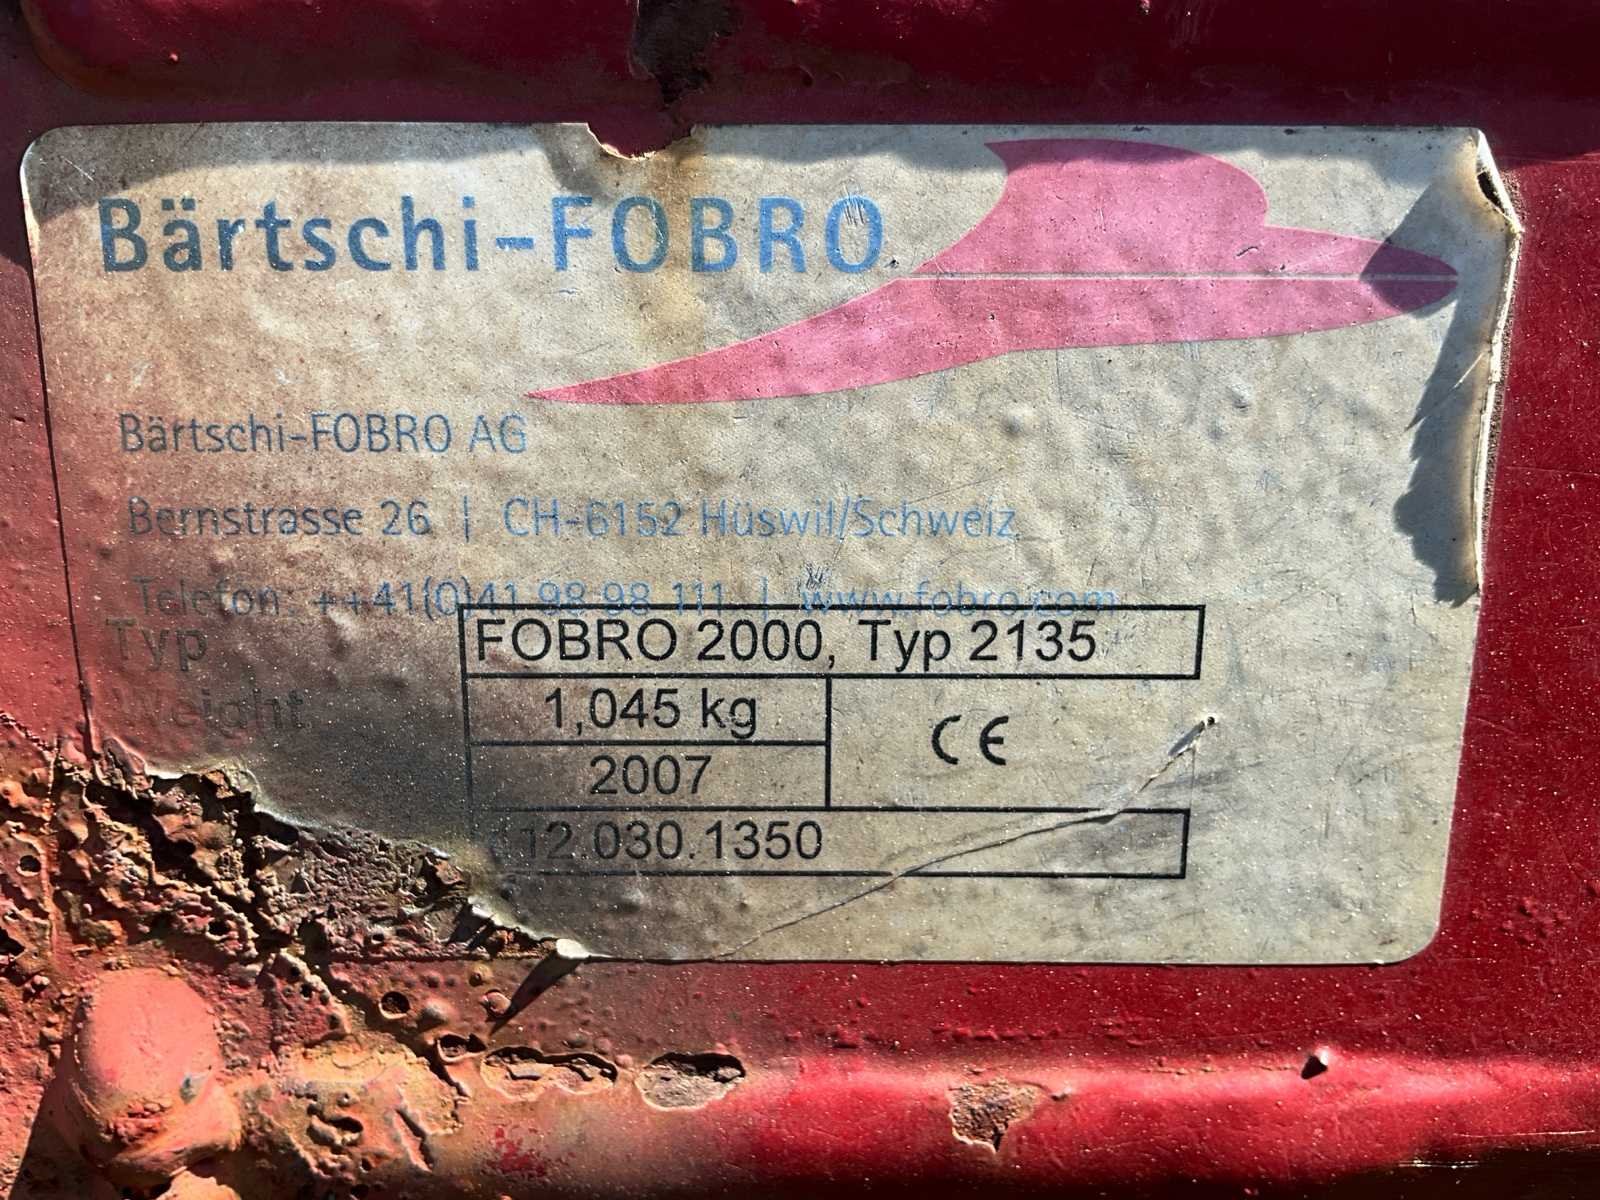 Bärtschi-FOBRO
Bärtschi-FOBRO AG
Bernstrasse 26 | CH-6152 Hüswil/Schweiz
Telefon: ++41(0)41 98 98 111 | www.fobro.com
Typ FOBRO 2000, Typ 2135
Weight 1,045 kg
CE
2007
12.030.1350